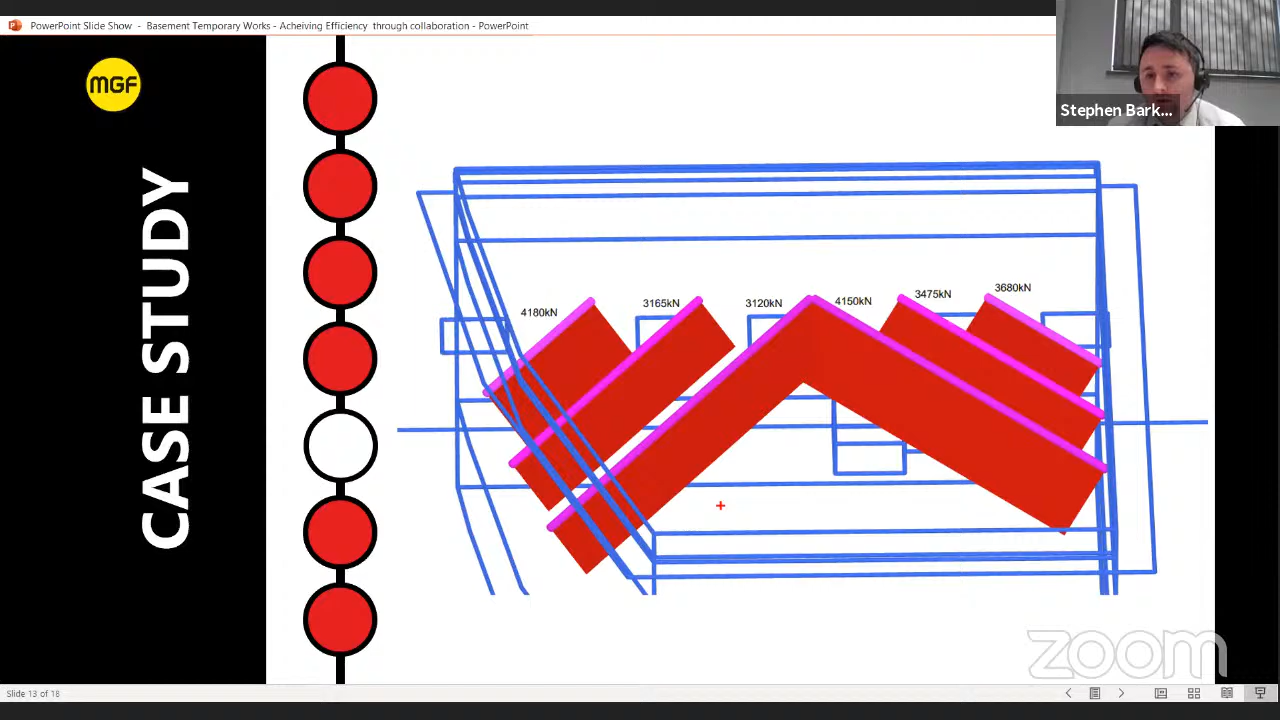 PowerPoint Slide Show - Basement Temporary Works - Acheiving Efficiency through collaboration - PowerPoint
MGF
Stephen Bark...
CASE STUDY
4180kN
3165kN
3120kN
4150kN
3475kN
3680kN
zoom
Slide 13 of 18